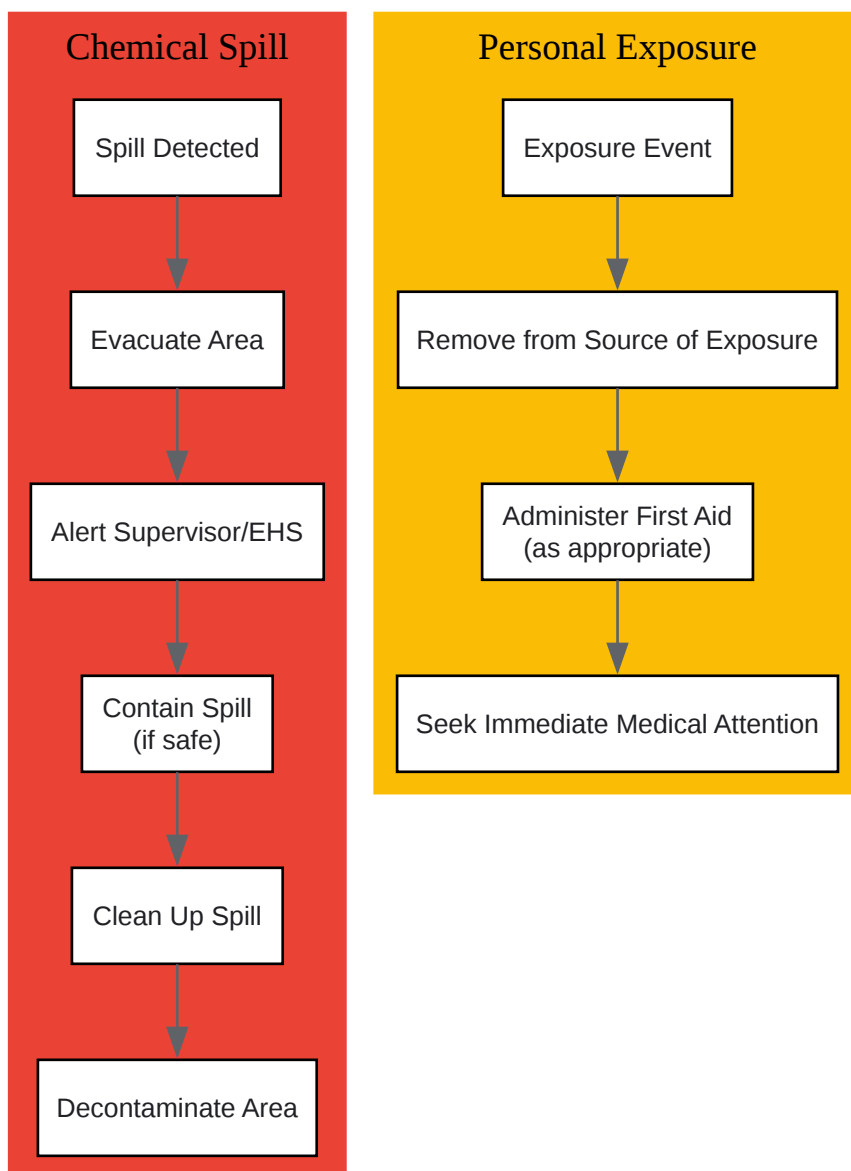 Chemical Spill
Spill Detected
Evacuate Area
Alert Supervisor/EHS
Contain Spill
(if safe)
Clean Up Spill
Decontaminate Area
Personal Exposure
Exposure Event
Remove from Source of Exposure
Administer First Aid
(as appropriate)
Seek Immediate Medical Attention